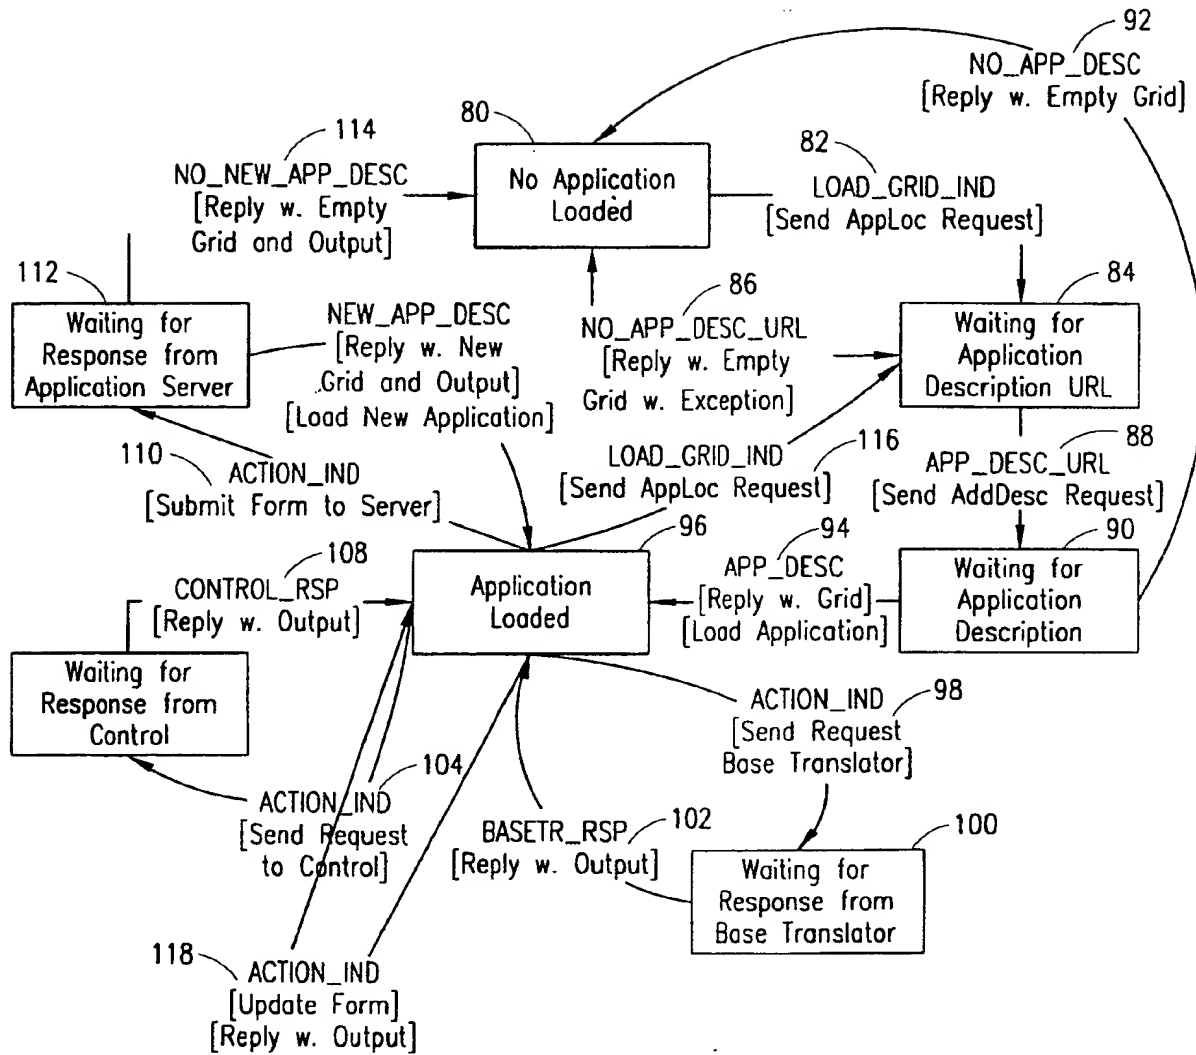 92
NO_APP_DESC
[Reply w. Empty Grid]
80
No Application
Loaded
114
NO_NEW_APP_DESC
[Reply w. Empty
Grid and Output]
82
LOAD_GRID_IND
[Send AppLoc Request]
112
Waiting for
Response from
Application Server
NEW_APP_DESC
[Reply w. New
Grid and Output]
[Load New Application]
86
NO_APP_DESC_URL
[Reply w. Empty
Grid w. Exception]
84
Waiting for
Application
Description URL
110
ACTION_IND
[Submit Form to Server]
LOAD_GRID_IND
116
[Send AppLoc Request]
88
APP_DESC_URL
[Send AddDesc Request]
108
CONTROL_RSP
[Reply w. Output]
96
Application
Loaded
94
APP_DESC
[Reply w. Grid]
[Load Application]
90
Waiting for
Application
Description
Waiting for
Response from
Control
98
ACTION_IND
[Send Request
Base Translator]
104
ACTION_IND
[Send Request
to Control]
BASETR_RSP
102
[Reply w. Output]
100
Waiting for
Response from
Base Translator
118
ACTION_IND
[Update Form]
[Reply w. Output]